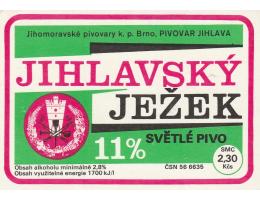 Jihomoravské pivovary k. p. Brno, PIVOVAR JIHLAVA
JIHLAVSKÝ
JEŽEK
11% SVĚTLÉ PIVO
SMC
2,30
Kčs
Obsah alkoholu minimálně 2,8%
Obsah využitelné energie 1700 kJ/l
ČSN 56 6635